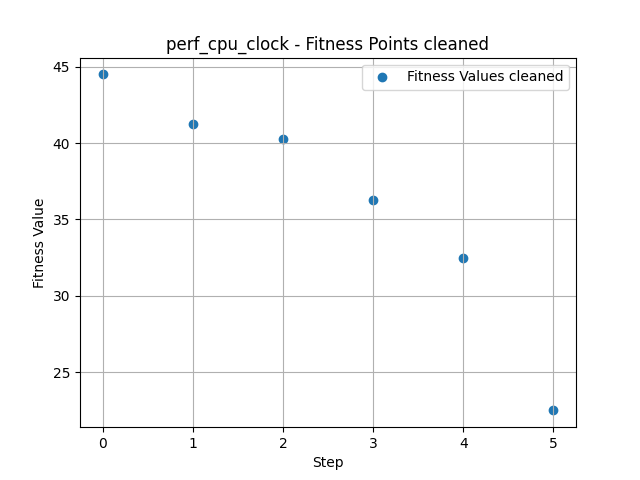 perf_cpu_clock - Fitness Points cleaned
Fitness Values cleaned
45
40
35
30
25
Fitness Value
0 1 2 3 4 5
Step